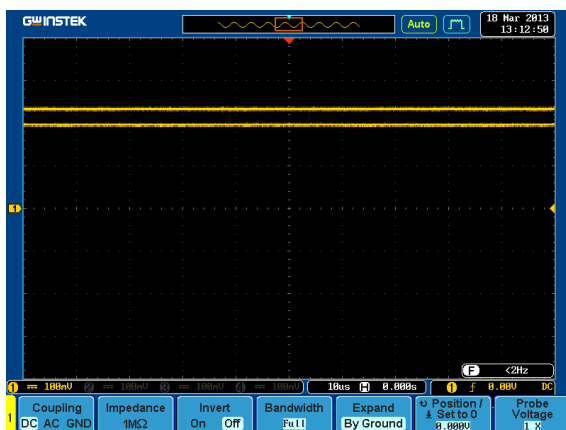 GWINSTEK
Auto
18 Mar 2013
13:12:50
1
F <2Hz
1 100mV 2 100mV 3 100mV 4 100mV 10us H 0.000s 1 0.00V DC
1
Coupling
DC AC GND
Impedance
1MΩ
Invert
On Off
Bandwidth
Full
Expand
By Ground
Position /
Set to 0
0.000V
Probe
Voltage
1 X